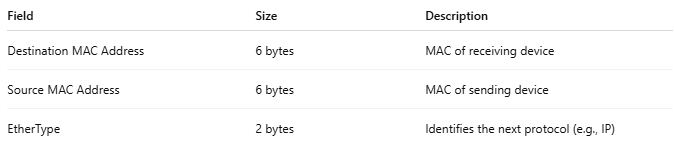 Field Size Description
Destination MAC Address 6 bytes MAC of receiving device
Source MAC Address 6 bytes MAC of sending device
EtherType 2 bytes Identifies the next protocol (e.g., IP)